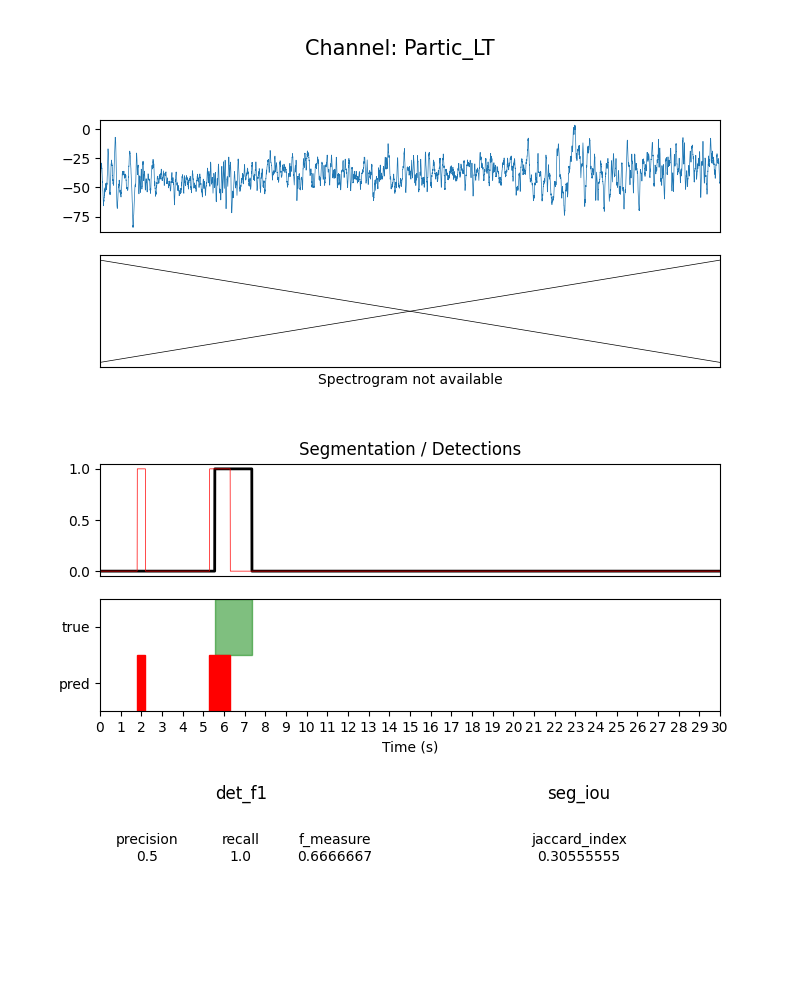 Channel: Partic_LT
0
−25
−50
−75
Spectrogram not available
Segmentation / Detections
1.0
0.5
0.0
true
pred
0 1 2 3 4 5 6 7 8 9 10 11 12 13 14 15 16 17 18 19 20 21 22 23 24 25 26 27 28 29 30
Time (s)
det_f1 seg_iou
precision recall f_measure jaccard_index
0.5 1.0 0.6666667 0.30555555